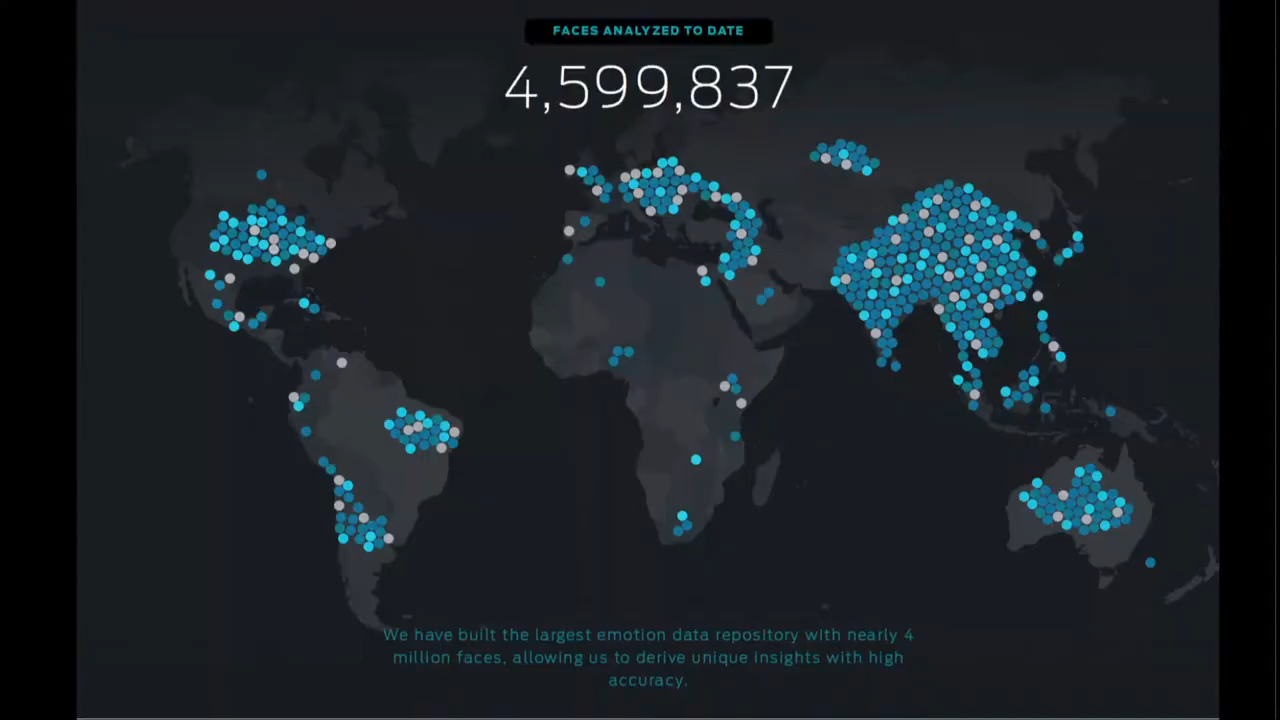 FACES ANALYZED TO DATE
4,599,837
We have built the largest emotion data repository with nearly 4
million faces, allowing us to derive unique insights with high
accuracy.